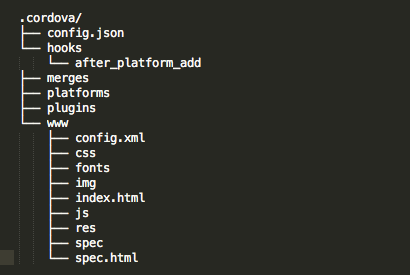 .cordova/
├── config.json
├── hooks
│   └── after_platform_add
├── merges
├── platforms
├── plugins
└── www
    ├── config.xml
    ├── css
    ├── fonts
    ├── img
    ├── index.html
    ├── js
    ├── res
    ├── spec
    └── spec.html